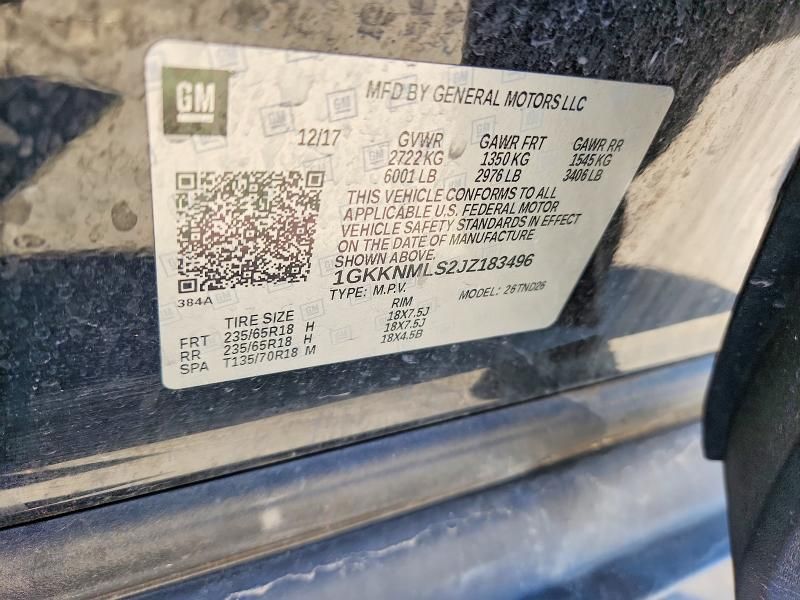 GM
MFD BY GENERAL MOTORS LLC
12/17 GVWR GAWR FRT GAWR RR
2722 KG 1350 KG 1545 KG
6001 LB 2976 LB 3406 LB
THIS VEHICLE CONFORMS TO ALL
APPLICABLE U.S. FEDERAL MOTOR
VEHICLE SAFETY STANDARDS IN EFFECT
ON THE DATE OF MANUFACTURE
SHOWN ABOVE.
384A
1GKKNMLS2JZ183496
TYPE: M.P.V. MODEL: 26TND26
TIRE SIZE RIM
FRT 235/65R18 H 18X7.5J
RR 235/65R18 H 18X7.5J
SPA T135/70R18 M 18X4.5B